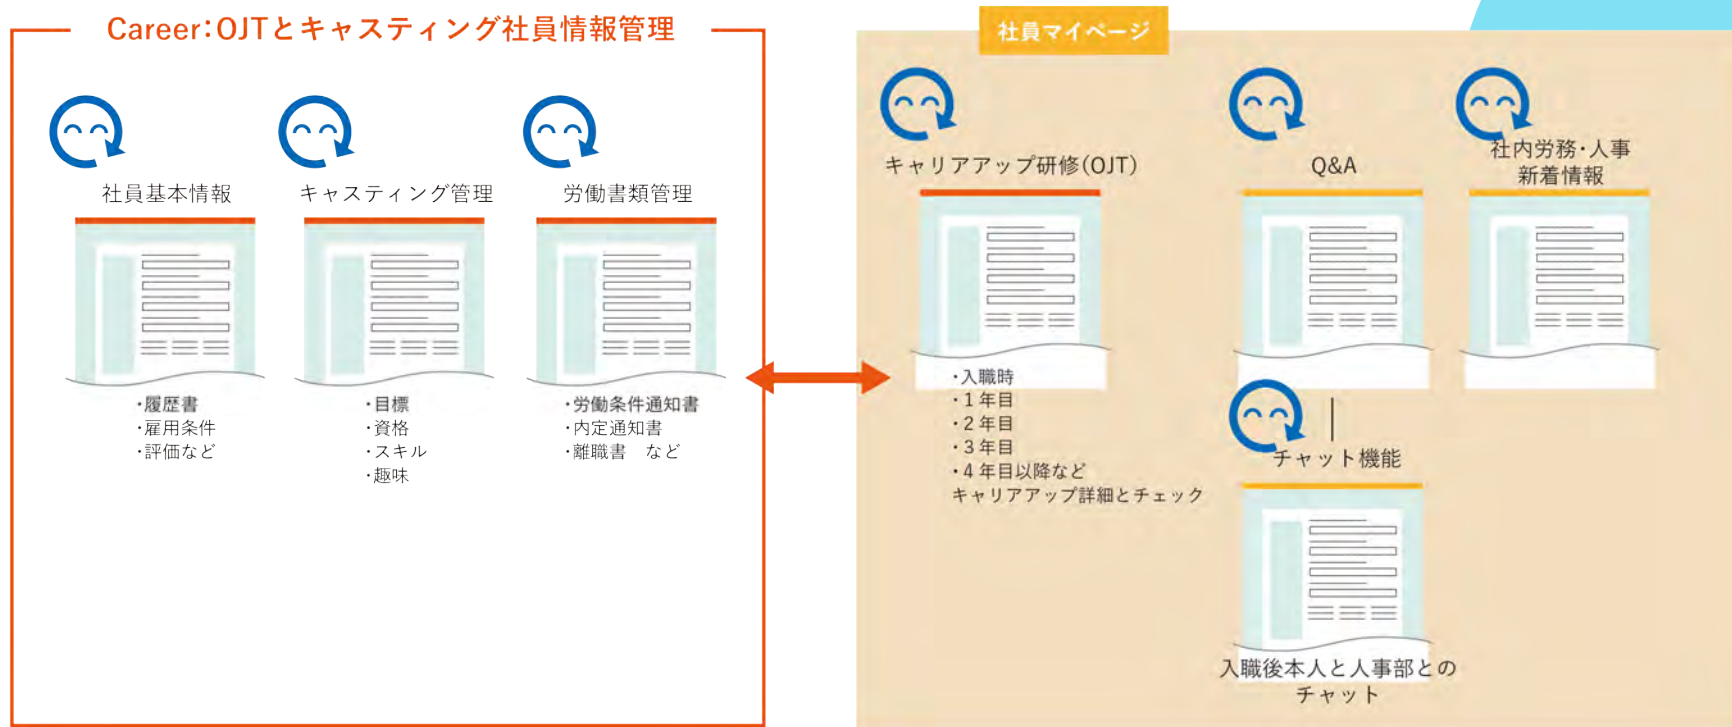 Career:OJTとキャスティング社員情報管理
社員基本情報
・履歴書
・雇用条件
・評価など
キャスティング管理
・目標
・資格
・スキル
・趣味
労働書類管理
・労働条件通知書
・内定通知書
・離職書　など
社員マイページ
キャリアアップ研修(OJT)
・入職時
・1年目
・2年目
・3年目
・4年目以降など
キャリアアップ詳細とチェック
Q&A
チャット機能
入職後本人と人事部との
チャット
社内労務・人事
新着情報